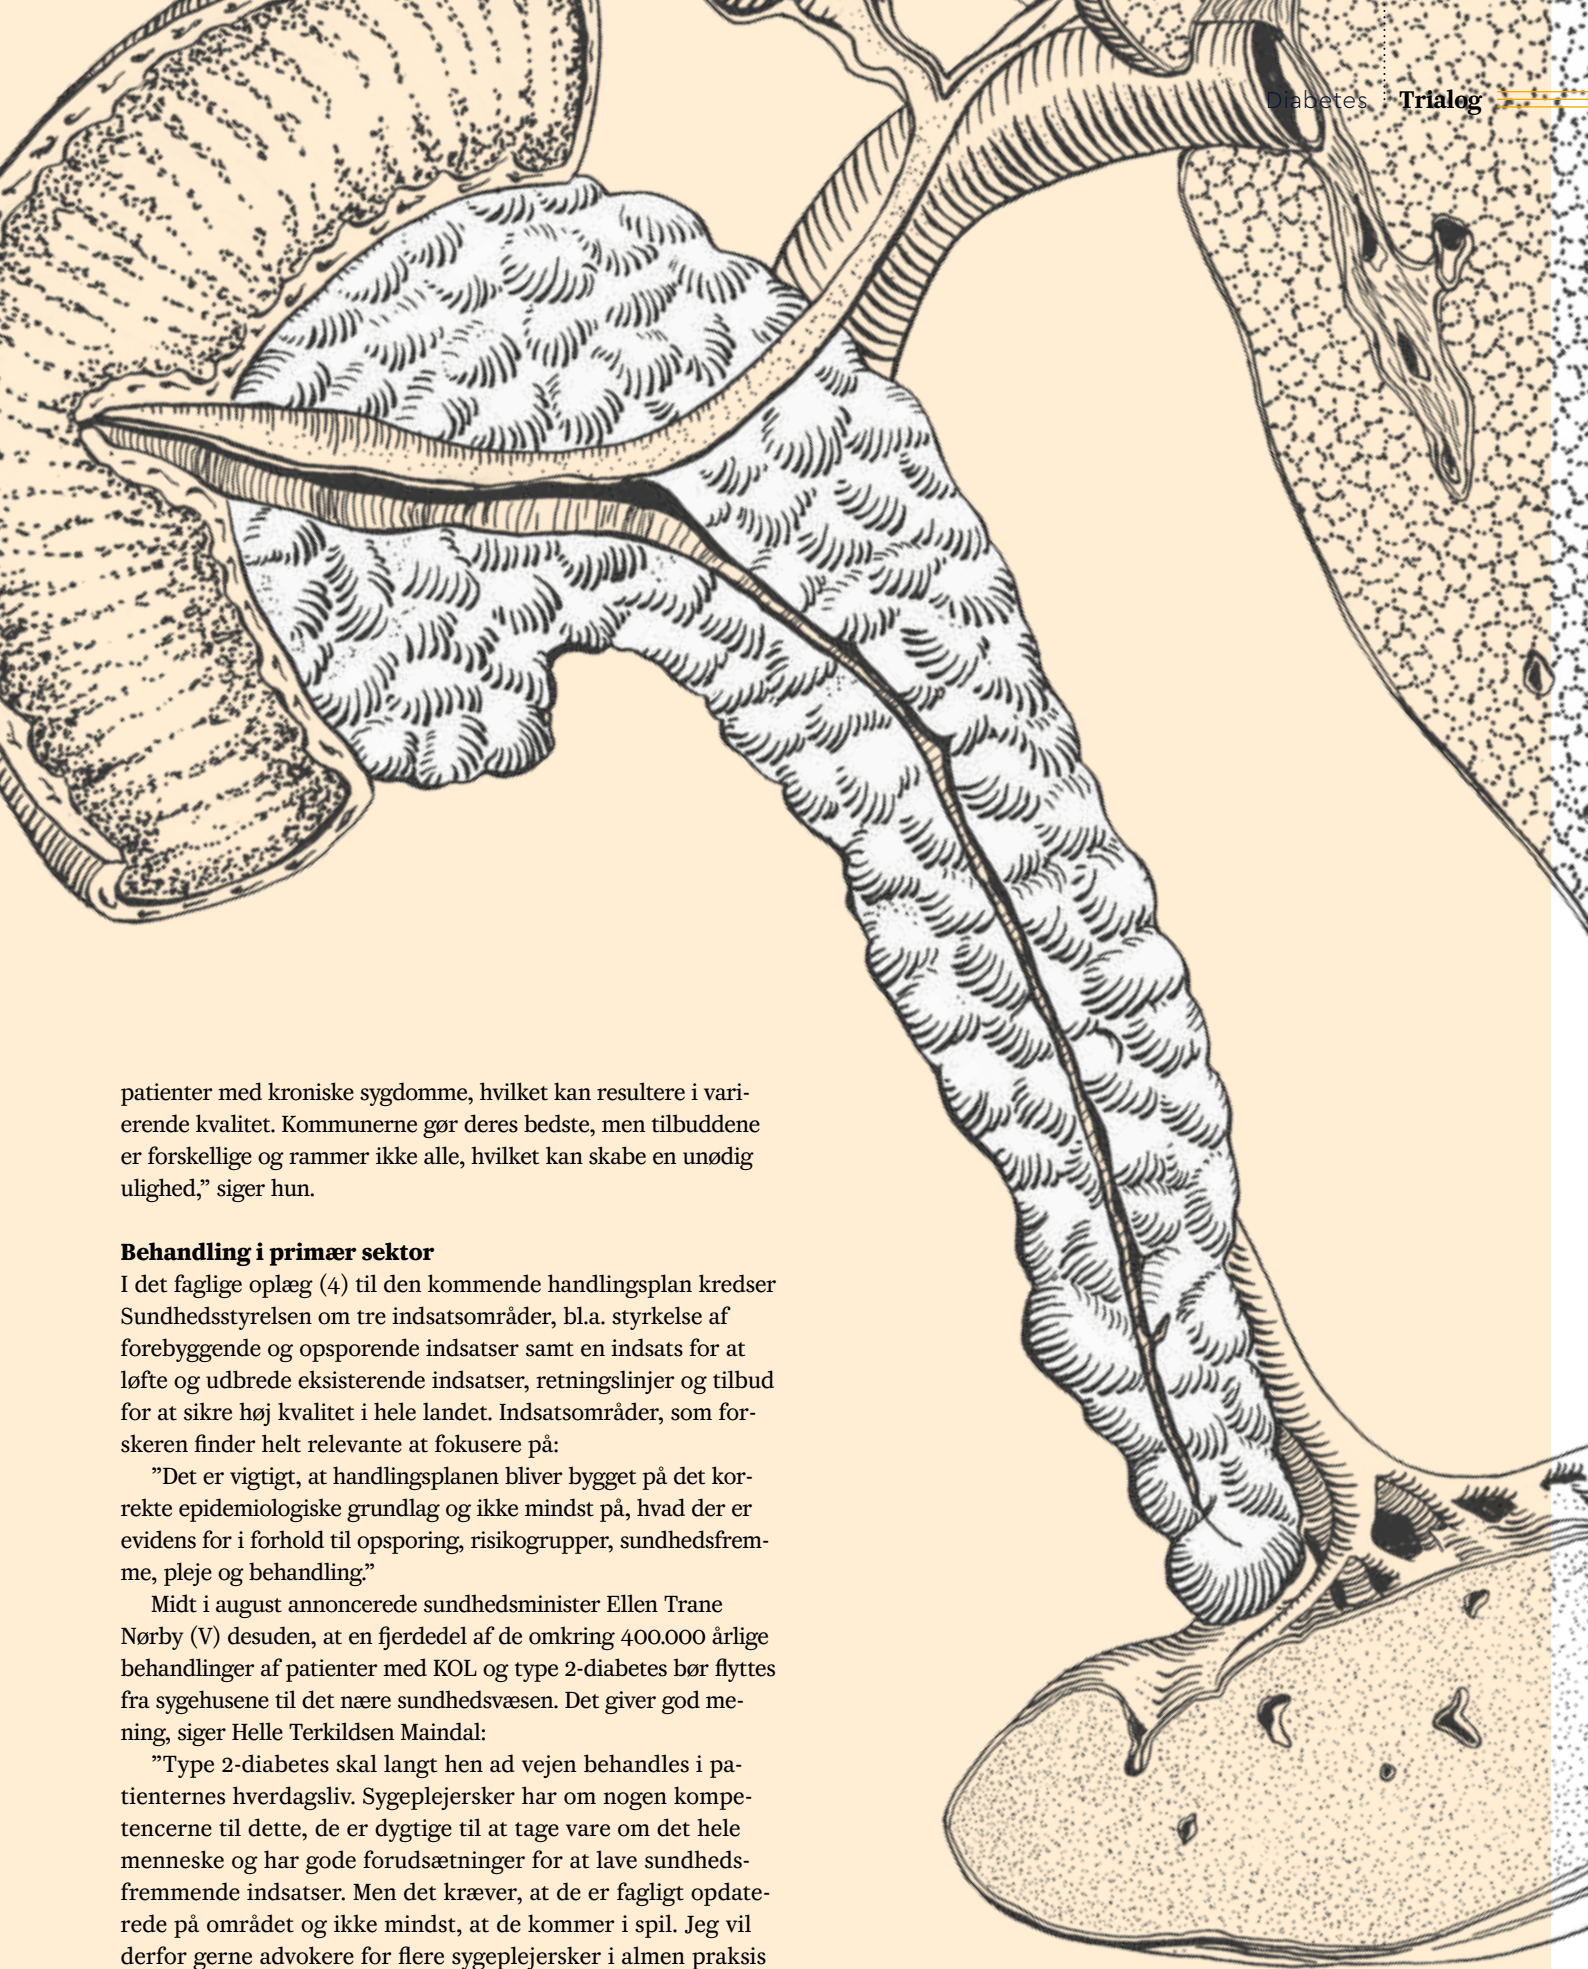 Diabetes Trialog
patienter med kroniske sygdomme, hvilket kan resultere i vari-
erende kvalitet. Kommunerne gør deres bedste, men tilbuddene
er forskellige og rammer ikke alle, hvilket kan skabe en unødig
ulighed,” siger hun.
Behandling i primær sektor
I det faglige oplæg (4) til den kommende handlingsplan kredser
Sundhedsstyrelsen om tre indsatsområder, bl.a. styrkelse af
forebyggende og opsporende indsatser samt en indsats for at
løfte og udbrede eksisterende indsatser, retningslinjer og tilbud
for at sikre høj kvalitet i hele landet. Indsatsområder, som for-
skeren finder helt relevante at fokusere på:
”Det er vigtigt, at handlingsplanen bliver bygget på det kor-
rekte epidemiologiske grundlag og ikke mindst på, hvad der er
evidens for i forhold til opsporing, risikogrupper, sundhedsfrem-
me, pleje og behandling.”
Midt i august annoncerede sundhedsminister Ellen Trane
Nørby (V) desuden, at en fjerdedel af de omkring 400.000 årlige
behandlinger af patienter med KOL og type 2-diabetes bør flyttes
fra sygehusene til det nære sundhedsvæsen. Det giver god me-
ning, siger Helle Terkildsen Maindal:
”Type 2-diabetes skal langt hen ad vejen behandles i pa-
tienternes hverdagsliv. Sygeplejersker har om nogen kompe-
tencerne til dette, de er dygtige til at tage vare om det hele
menneske og har gode forudsætninger for at lave sundheds-
fremmende indsatser. Men det kræver, at de er fagligt opdate-
rede på området og ikke mindst, at de kommer i spil. Jeg vil
derfor gerne advokere for flere sygeplejersker i almen praksis